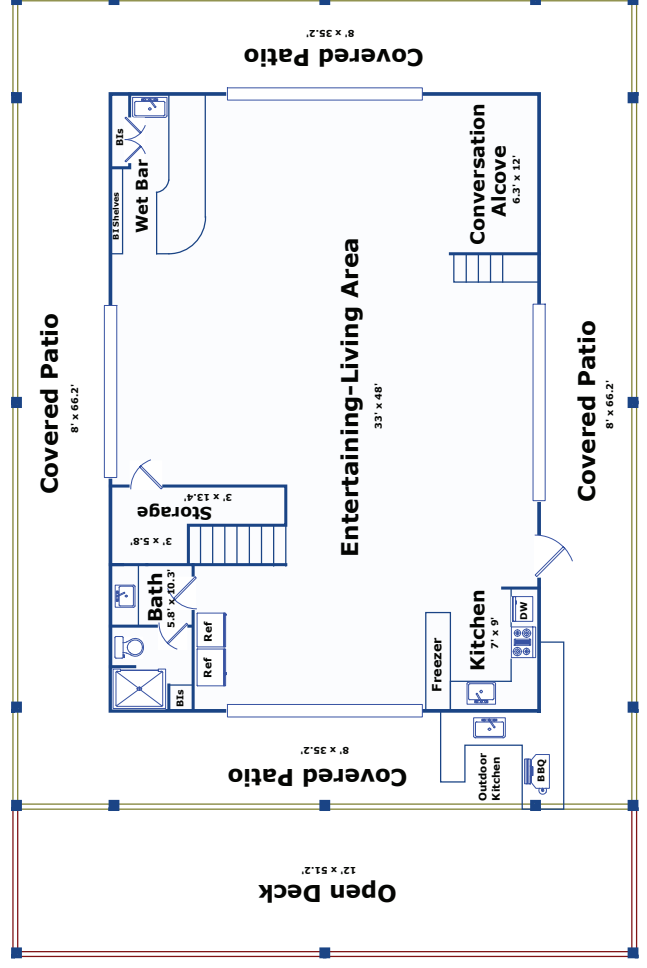 8' x 35.2'
Covered Patio
BIs
BI Shelves
Wet Bar
Conversation
Alcove
6.3' x 12'
Covered Patio
8' x 66.2'
Entertaining-Living Area
33' x 48'
Covered Patio
8' x 66.2'
3' x 13.4'
Storage
3' x 5.8'
Bath
5.8' x 10.3'
Ref
Ref
BIs
Freezer
Kitchen
7' x 9'
DW
8' x 35.2'
Covered Patio
Outdoor
Kitchen
BBQ
12' x 51.2'
Open Deck